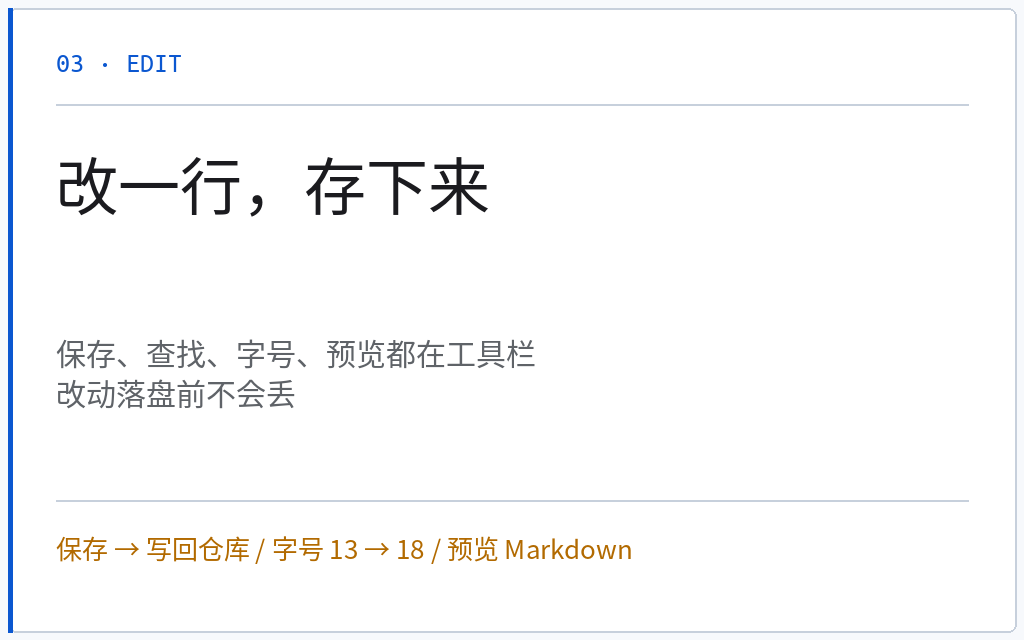 03 · EDIT
改一行，存下来
保存、查找、字号、预览都在工具栏
改动落盘前不会丢
保存 → 写回仓库 / 字号 13 → 18 / 预览 Markdown